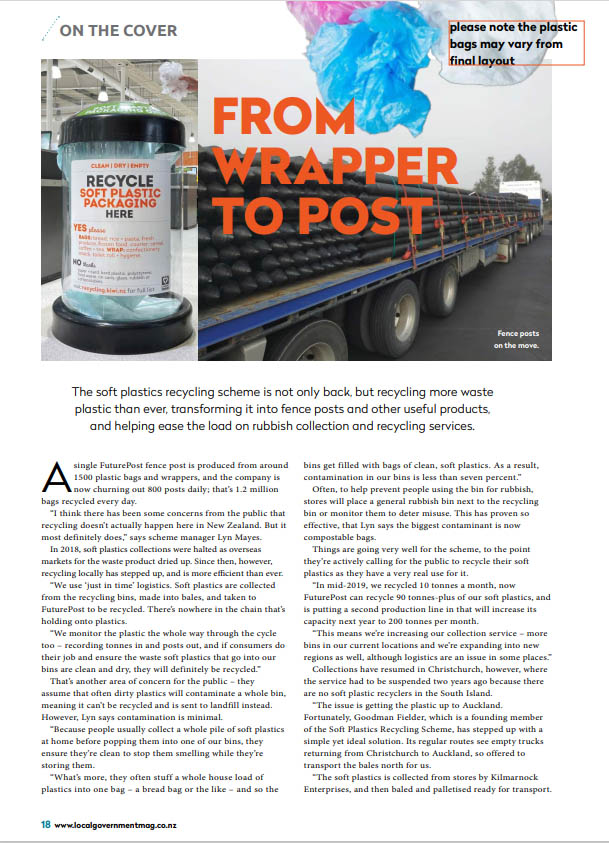 ON THE COVER
please note the plastic
bags may vary from
final layout
FROM
WRAPPER
TO POST
CLEAN | DRY | EMPTY
RECYCLE
SOFT PLASTIC
PACKAGING
HERE
YES please
NO thanks
Fence posts
on the move.
The soft plastics recycling scheme is not only back, but recycling more waste
plastic than ever, transforming it into fence posts and other useful products,
and helping ease the load on rubbish collection and recycling services.
A single FuturePost fence post is produced from around
1500 plastic bags and wrappers, and the company is
now churning out 800 posts daily; that's 1.2 million
bags recycled every day.
"I think there has been some concerns from the public that
recycling doesn't actually happen here in New Zealand. But it
most definitely does," says scheme manager Lyn Mayes.
In 2018, soft plastics collections were halted as overseas
markets for the waste product dried up. Since then, however,
recycling locally has stepped up, and is more efficient than ever.
"We use 'just in time' logistics. Soft plastics are collected
from the recycling bins, made into bales, and taken to
FuturePost to be recycled. There's nowhere in the chain that's
holding onto plastics.
"We monitor the plastic the whole way through the cycle
too – recording tonnes in and posts out, and if consumers do
their job and ensure the waste soft plastics that go into our
bins are clean and dry, they will definitely be recycled."
That's another area of concern for the public – they
assume that often dirty plastics will contaminate a whole bin,
meaning it can't be recycled and is sent to landfill instead.
However, Lyn says contamination is minimal.
"Because people usually collect a whole pile of soft plastics
at home before popping them into one of our bins, they
ensure they're clean to stop them smelling while they're
storing them.
"What's more, they often stuff a whole house load of
plastics into one bag – a bread bag or the like – and so the
bins get filled with bags of clean, soft plastics. As a result,
contamination in our bins is less than seven percent."
Often, to help prevent people using the bin for rubbish,
stores will place a general rubbish bin next to the recycling
bin or monitor them to deter misuse. This has proven so
effective, that Lyn says the biggest contaminant is now
compostable bags.
Things are going very well for the scheme, to the point
they're actively calling for the public to recycle their soft
plastics as they have a very real use for it.
"In mid-2019, we recycled 10 tonnes a month, now
FuturePost can recycle 90 tonnes-plus of our soft plastics, and
is putting a second production line in that will increase its
capacity next year to 200 tonnes per month.
"This means we're increasing our collection service – more
bins in our current locations and we're expanding into new
regions as well, although logistics are an issue in some places."
Collections have resumed in Christchurch, however, where
the service had to be suspended two years ago because there
are no soft plastic recyclers in the South Island.
"The issue is getting the plastic up to Auckland.
Fortunately, Goodman Fielder, which is a founding member
of the Soft Plastics Recycling Scheme, has stepped up with a
simple yet ideal solution. Its regular routes see empty trucks
returning from Christchurch to Auckland, so offered to
transport the bales north for us.
"The soft plastics is collected from stores by Kilmarnock
Enterprises, and then baled and palletised ready for transport.
18 www.localgovernmentmag.co.nz